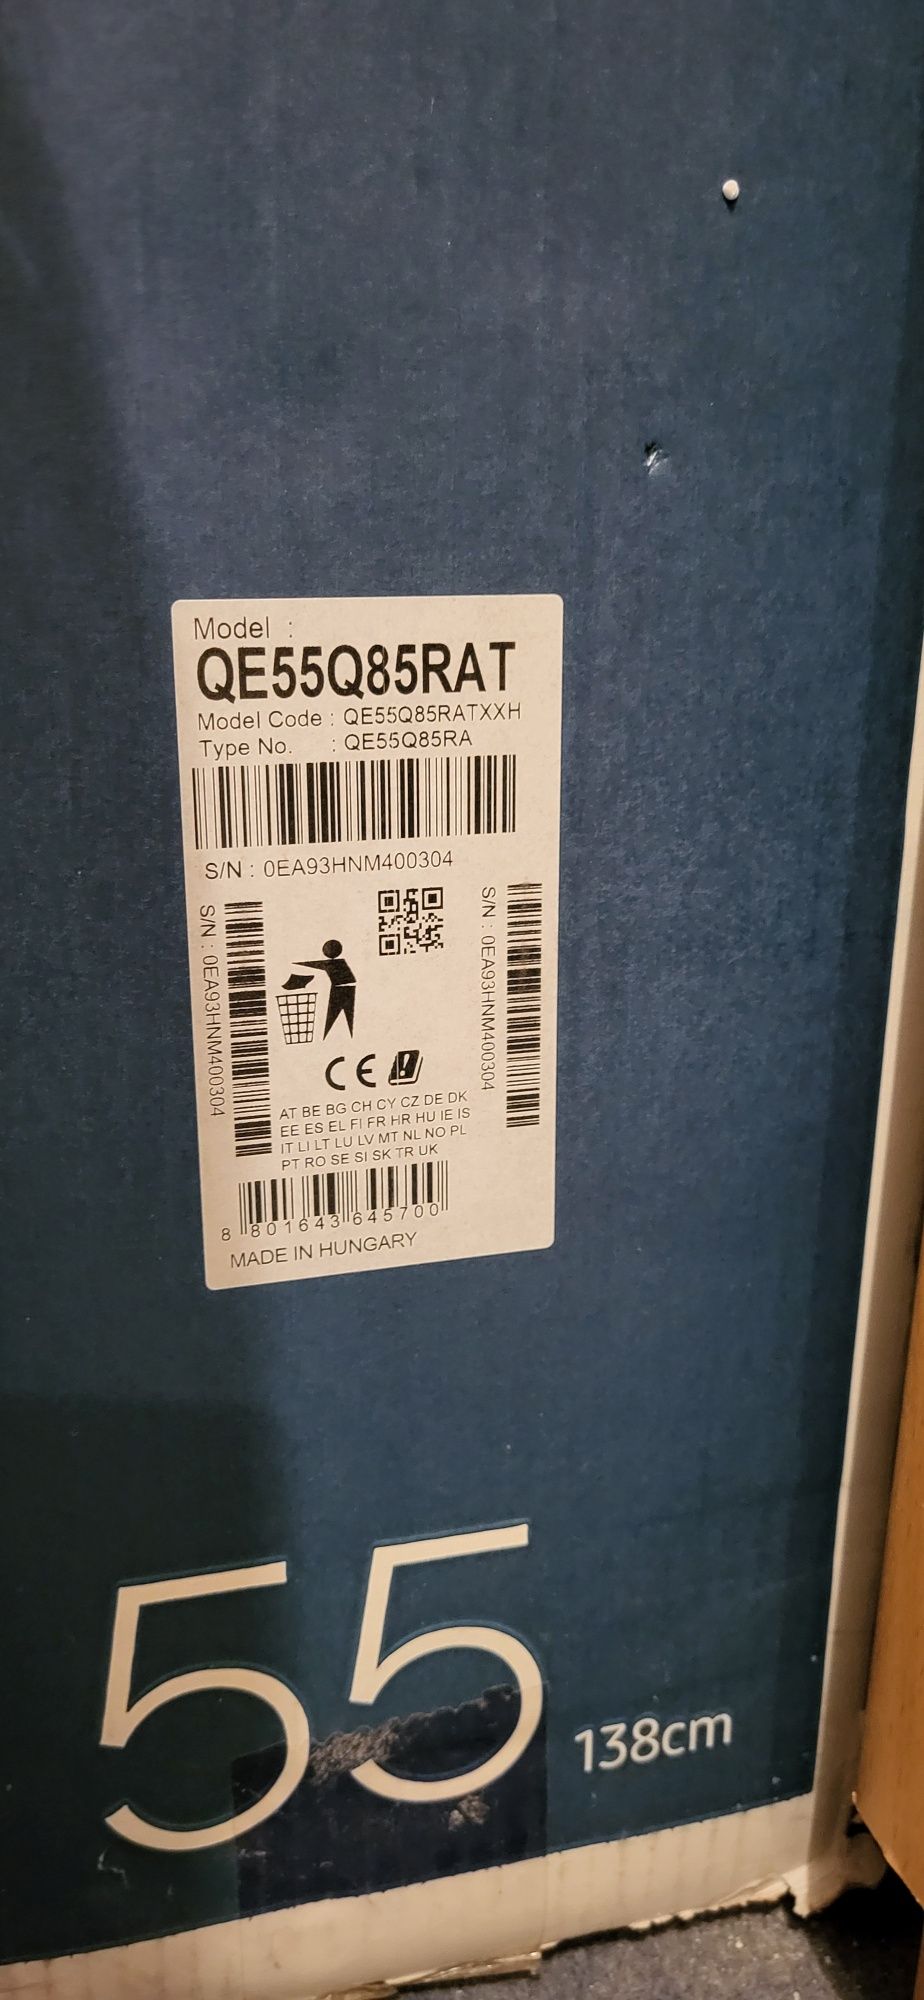 Model :
QE55Q85RAT
Model Code : QE55Q85RATXXH
Type No. : QE55Q85RA
S/N : 0EA93HNM400304
S/N : 0EA93HNM400304
S/N : 0EA93HNM400304
CE
AT BE BG CH CY CZ DE DK
EE ES EL FI FR HR HU IE IS
IT LI LT LU LV MT NL NO PL
PT RO SE SI SK TR UK
8 801643 645700
MADE IN HUNGARY
55
138cm